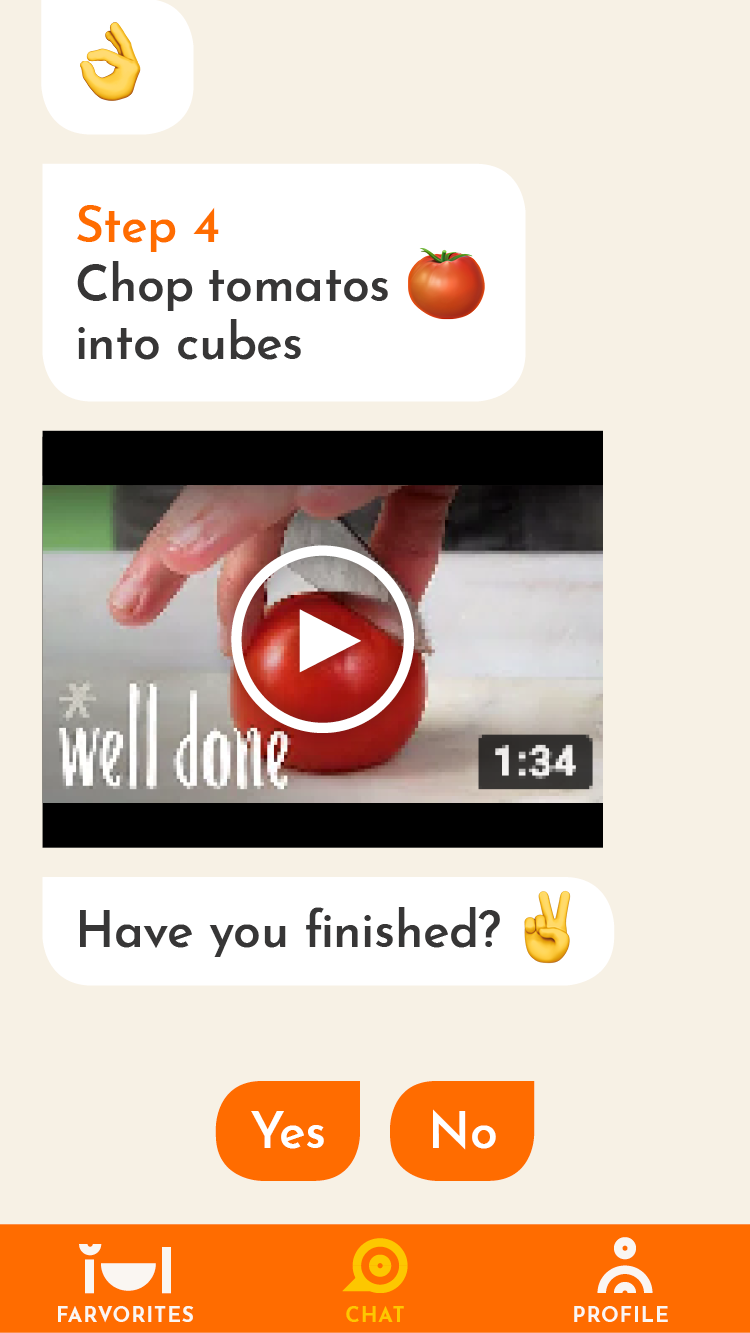 Step 4
Chop tomatos
into cubes
well done
1:34
Have you finished?
Yes
No
FARVORITES
CHAT
PROFILE